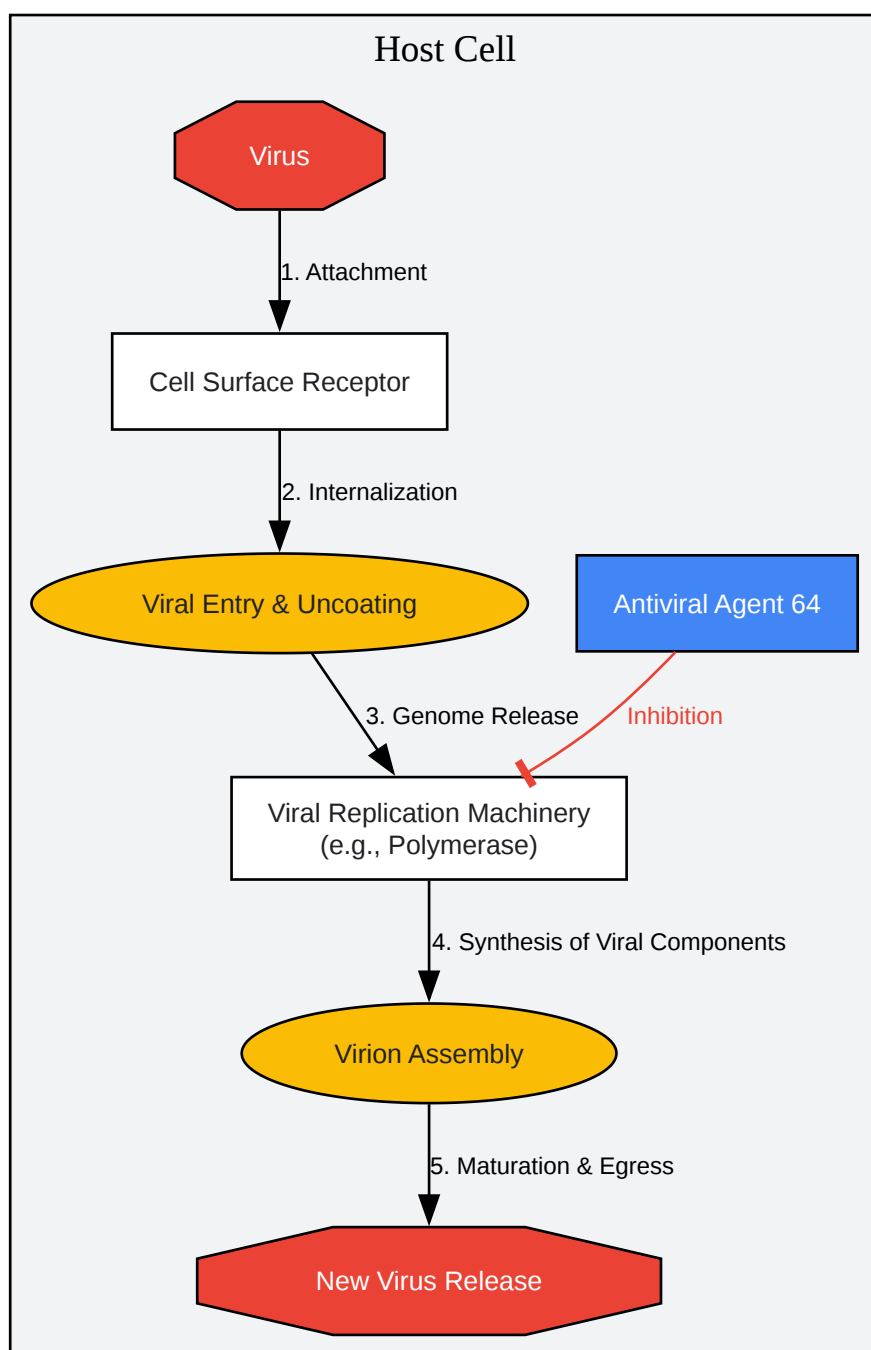 Host Cell
Virus
1. Attachment
Cell Surface Receptor
2. Internalization
Viral Entry & Uncoating
Antiviral Agent 64
3. Genome Release
Inhibition
Viral Replication Machinery
(e.g., Polymerase)
4. Synthesis of Viral Components
Virion Assembly
5. Maturation & Egress
New Virus Release